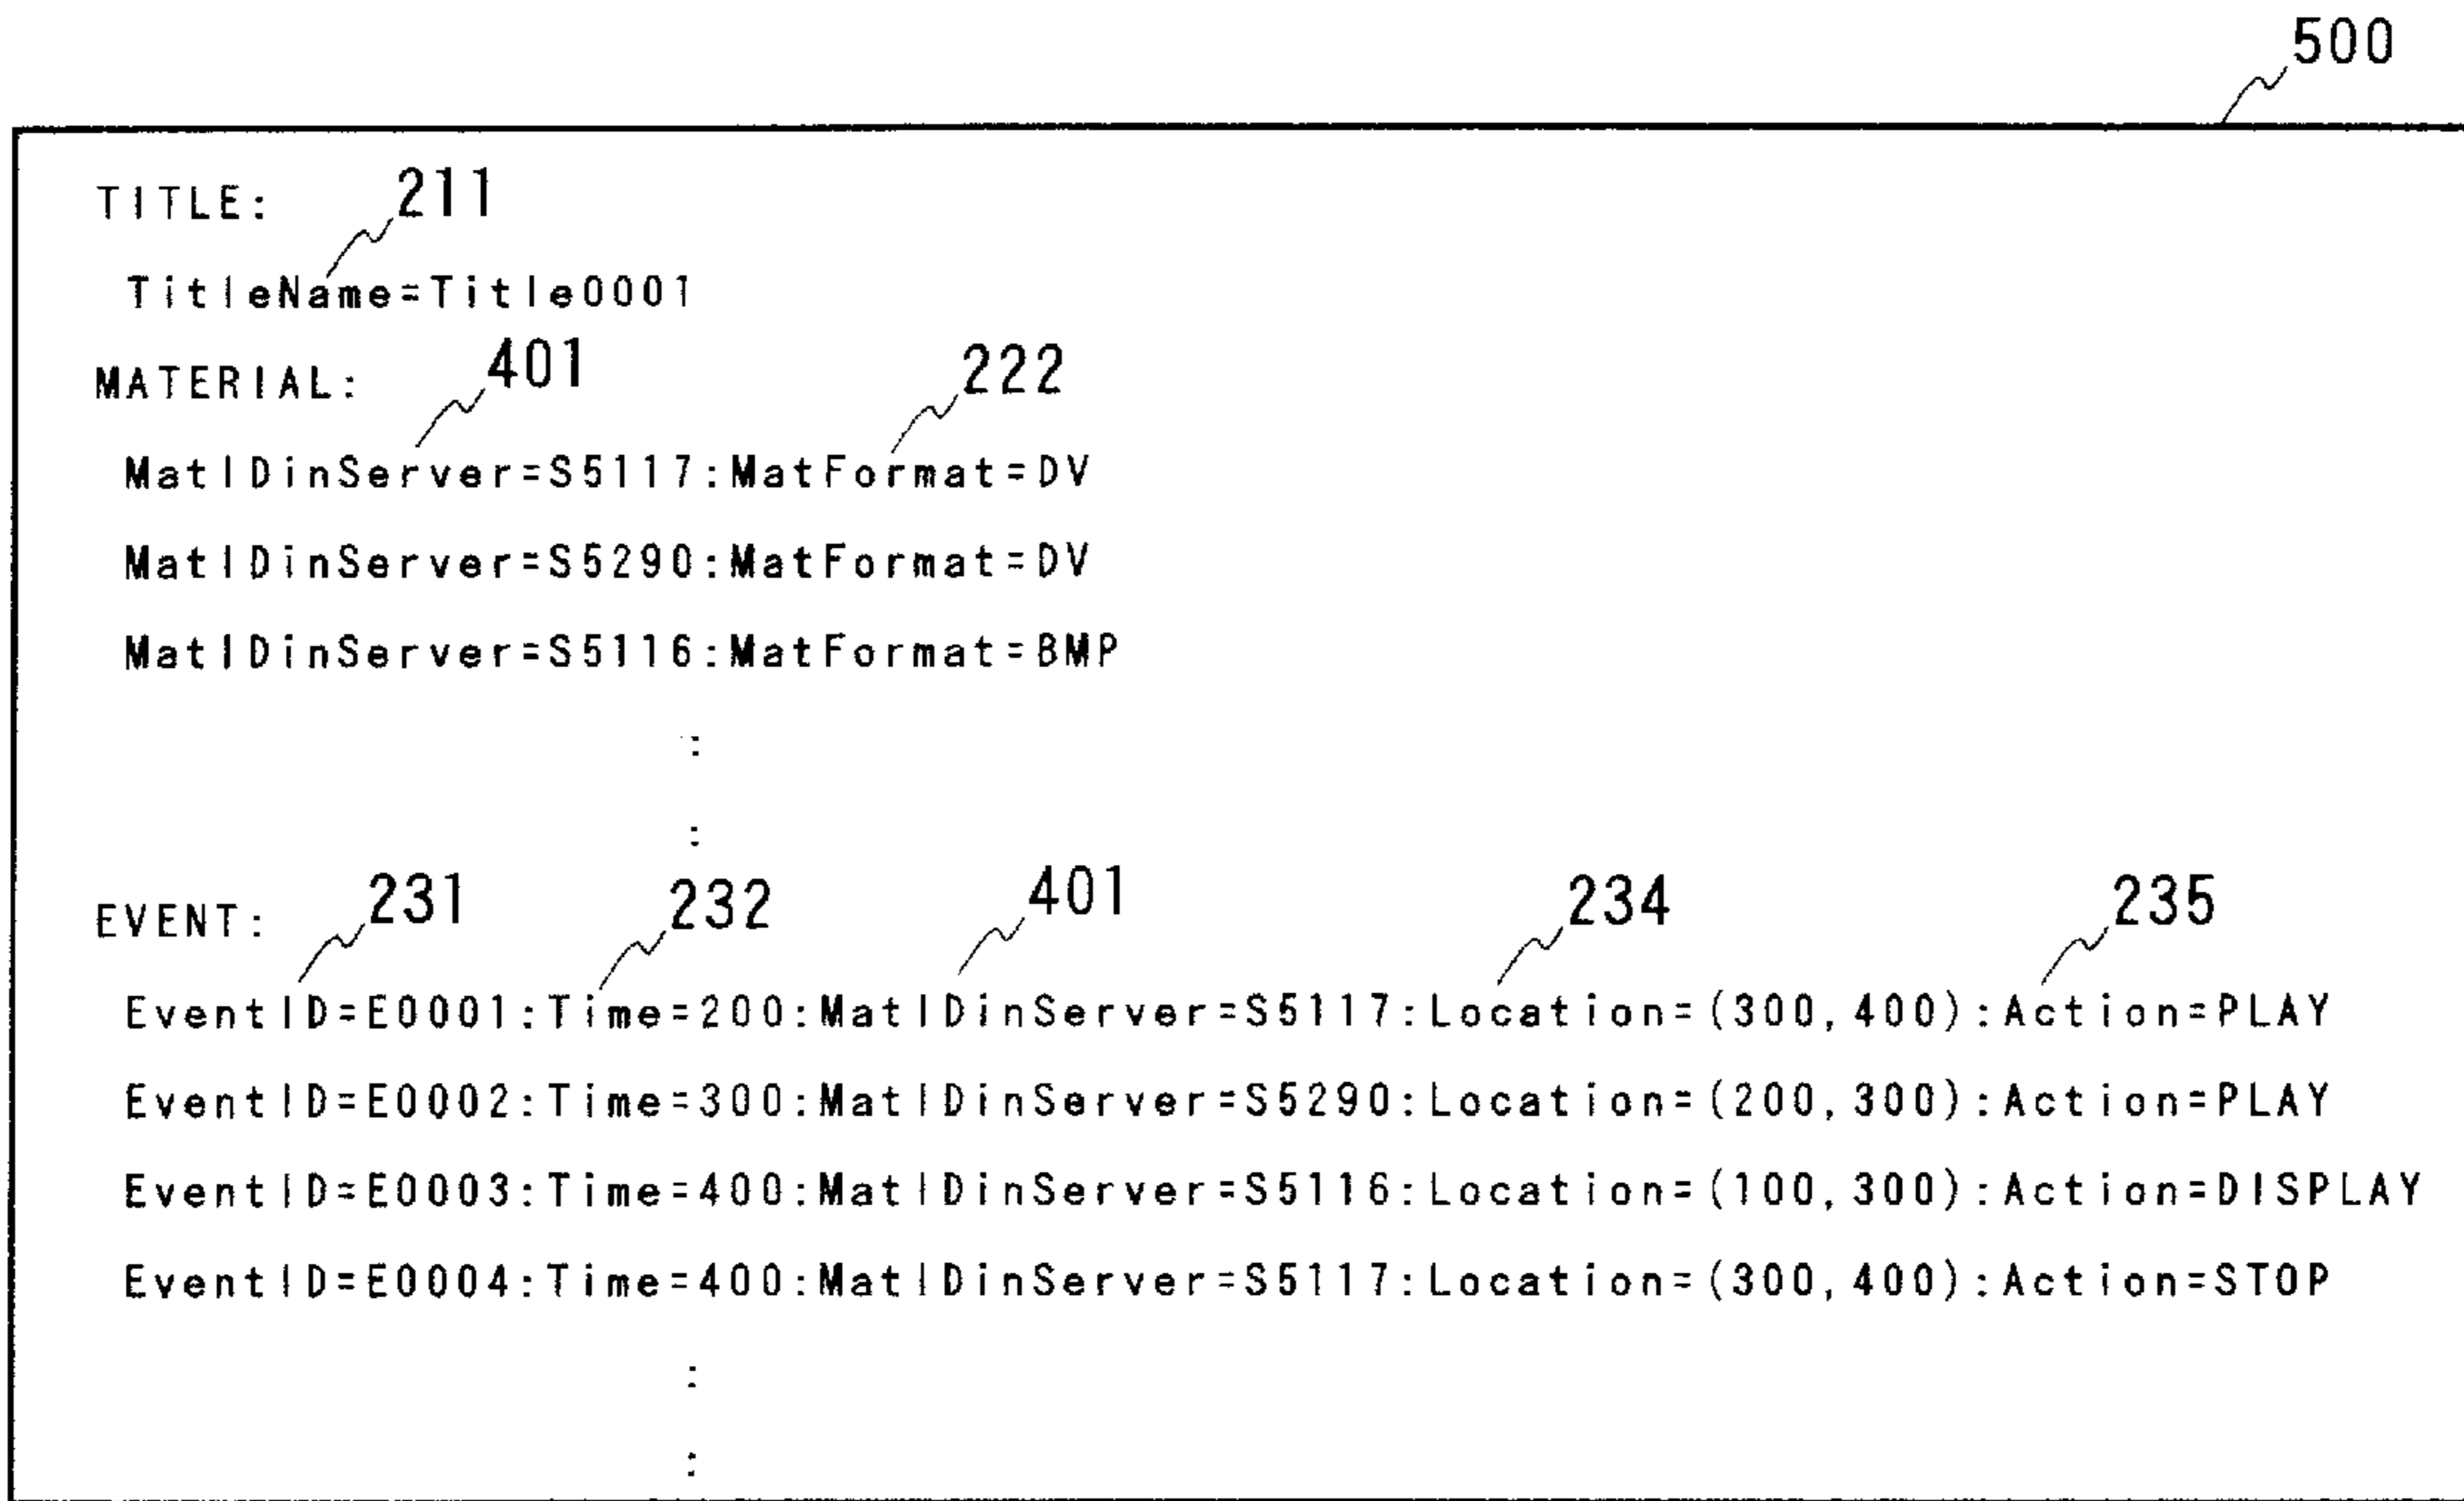 500
TITLE: 211
TitleName=Title0001
MATERIAL: 401 222
MatIDinServer=S5117:MatFormat=DV
MatIDinServer=S5290:MatFormat=DV
MatIDinServer=S5116:MatFormat=BMP
:
:
EVENT: 231 232 401 234 235
EventID=E0001:Time=200:MatIDinServer=S5117:Location=(300,400):Action=PLAY
EventID=E0002:Time=300:MatIDinServer=S5290:Location=(200,300):Action=PLAY
EventID=E0003:Time=400:MatIDinServer=S5116:Location=(100,300):Action=DISPLAY
EventID=E0004:Time=400:MatIDinServer=S5117:Location=(300,400):Action=STOP
:
: